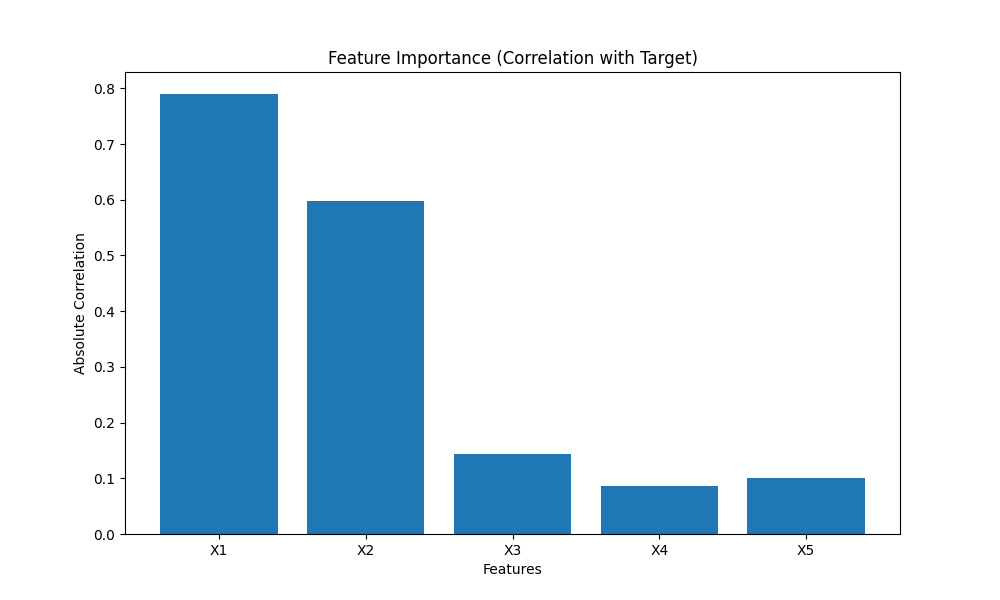 Feature Importance (Correlation with Target)
Absolute Correlation
0.8
0.7
0.6
0.5
0.4
0.3
0.2
0.1
0.0
X1 X2 X3 X4 X5
Features